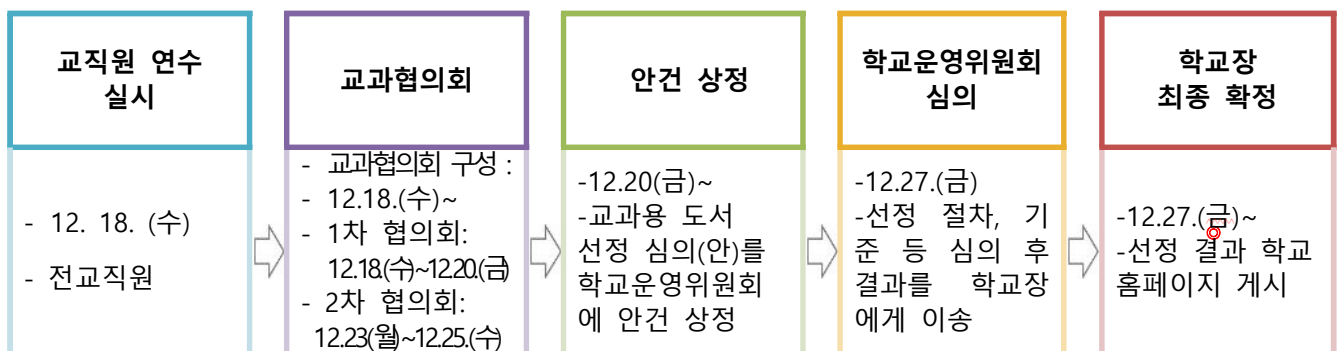 교직원 연수
실시
- 12. 18. (수)
- 전교직원
교과협의회
- 교과협의회 구성 :
- 12.18.(수)~
- 1차 협의회:
12.18.(수)~12.20.(금)
- 2차 협의회:
12.23(월)~12.25.(수)
안건 상정
-12.20(금)~
-교과용 도서
선정 심의(안)를
학교운영위원회
에 안건 상정
학교운영위원회
심의
-12.27.(금)
-선정 절차, 기
준 등 심의 후
결과를 학교장
에게 이송
학교장
최종 확정
-12.27.(금)~
-선정 결과 학교
홈페이지 게시